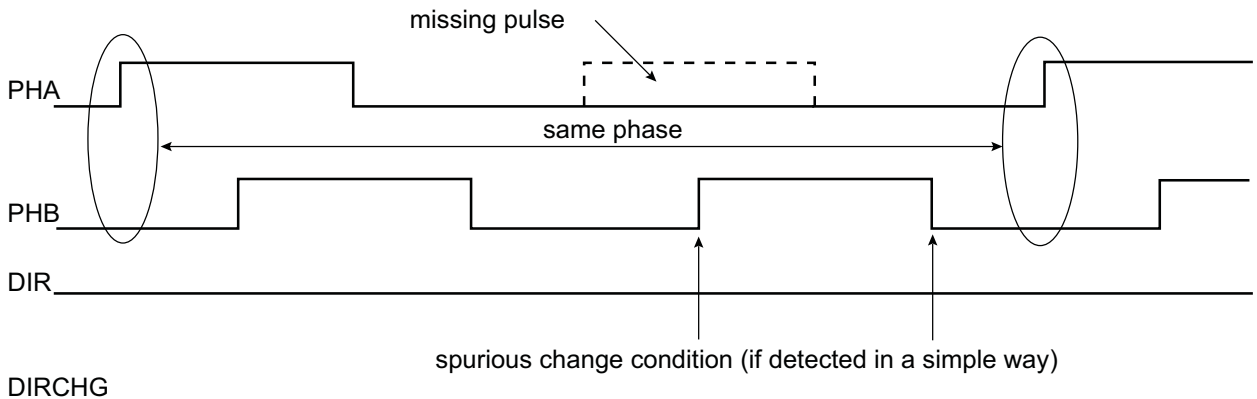 missing pulse
PHA
same phase
PHB
DIR
spurious change condition (if detected in a simple way)
DIRCHG